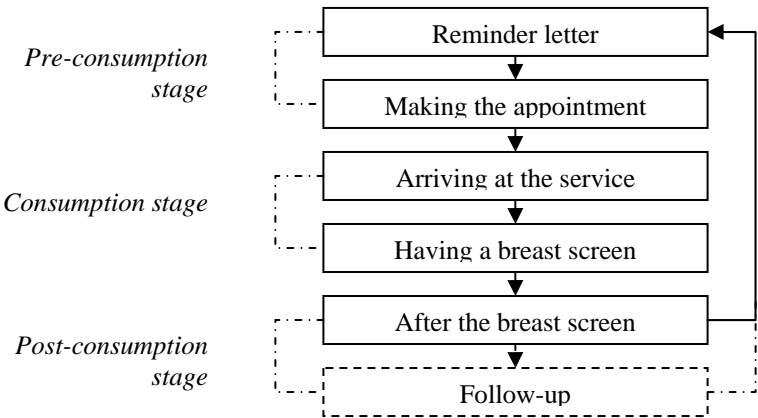 Reminder letter
Pre-consumption
stage
Making the appointment
Arriving at the service
Consumption stage
Having a breast screen
After the breast screen
Post-consumption
stage
Follow-up